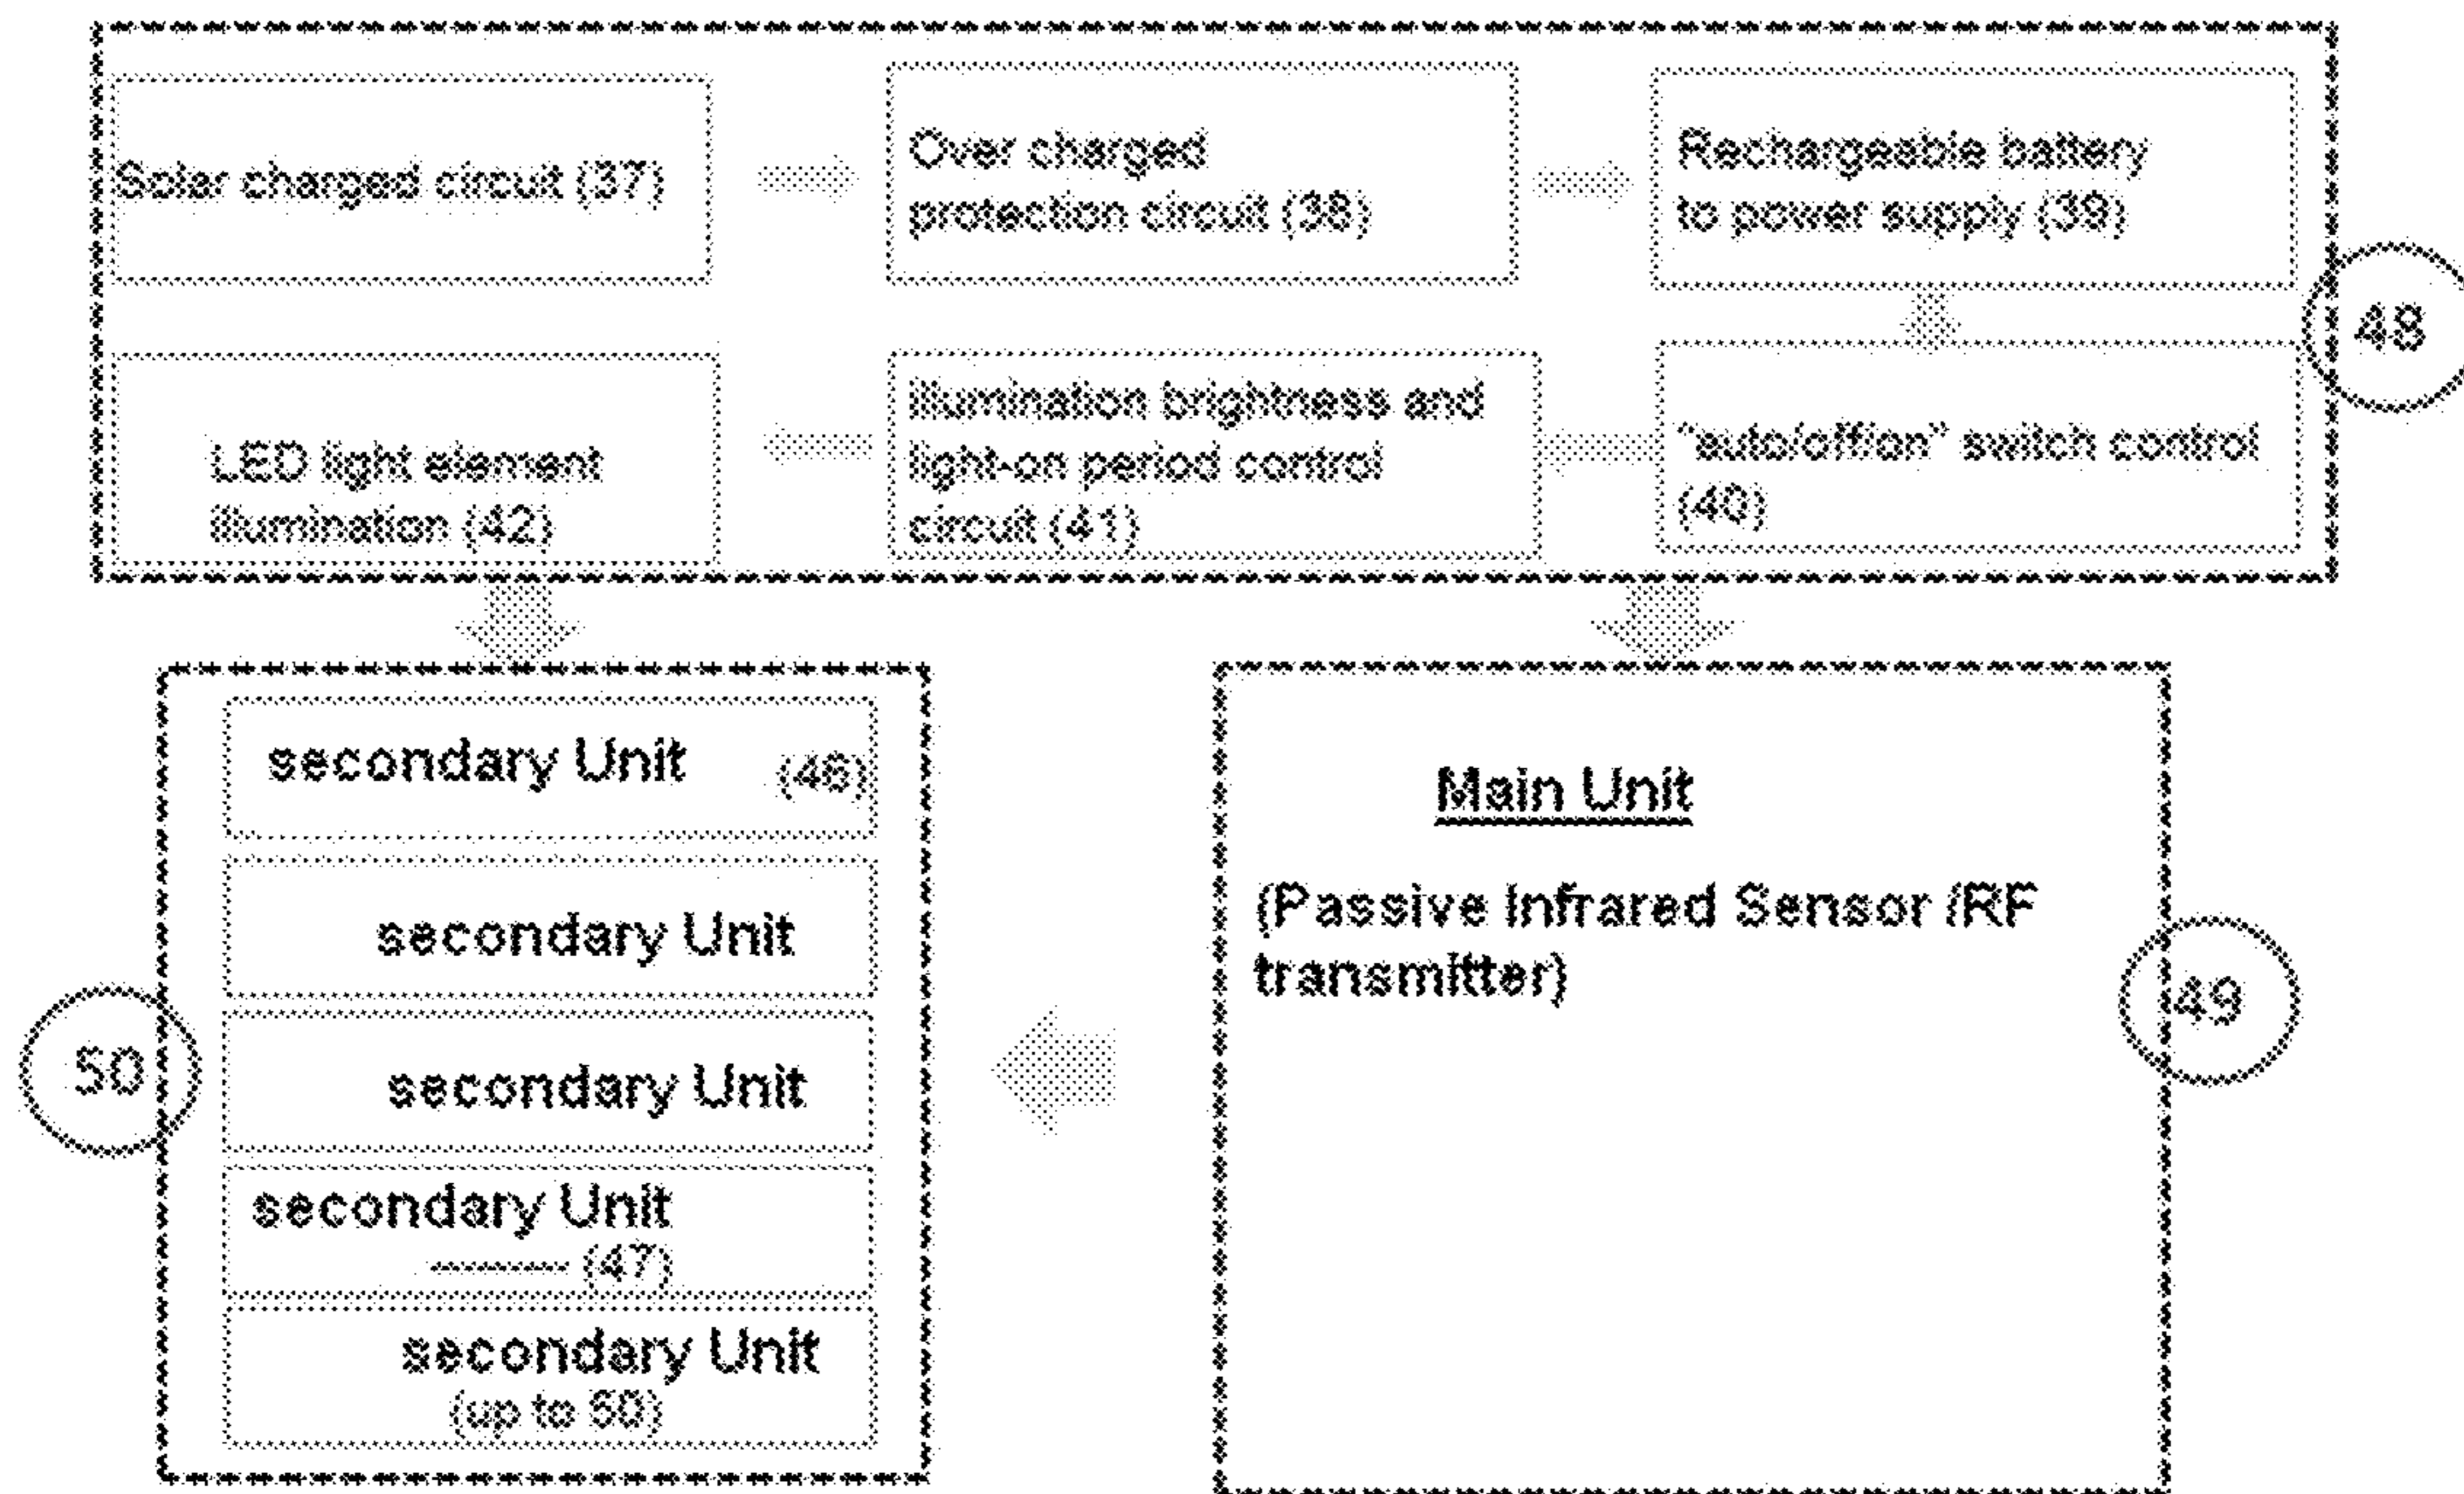 Solar charged circuit (37)
Over charged
protection circuit (38)
Rechargeable battery
to power supply (39)
48
LED light element
illumination (42)
illumination brightness and
light-on period control
circuit (41)
"auto/off/on" switch control
(40)
secondary Unit (46)
secondary Unit
secondary Unit
secondary Unit
(47)
secondary Unit
(up to 50)
50
Main Unit
(Passive Infrared Sensor /RF
transmitter)
49